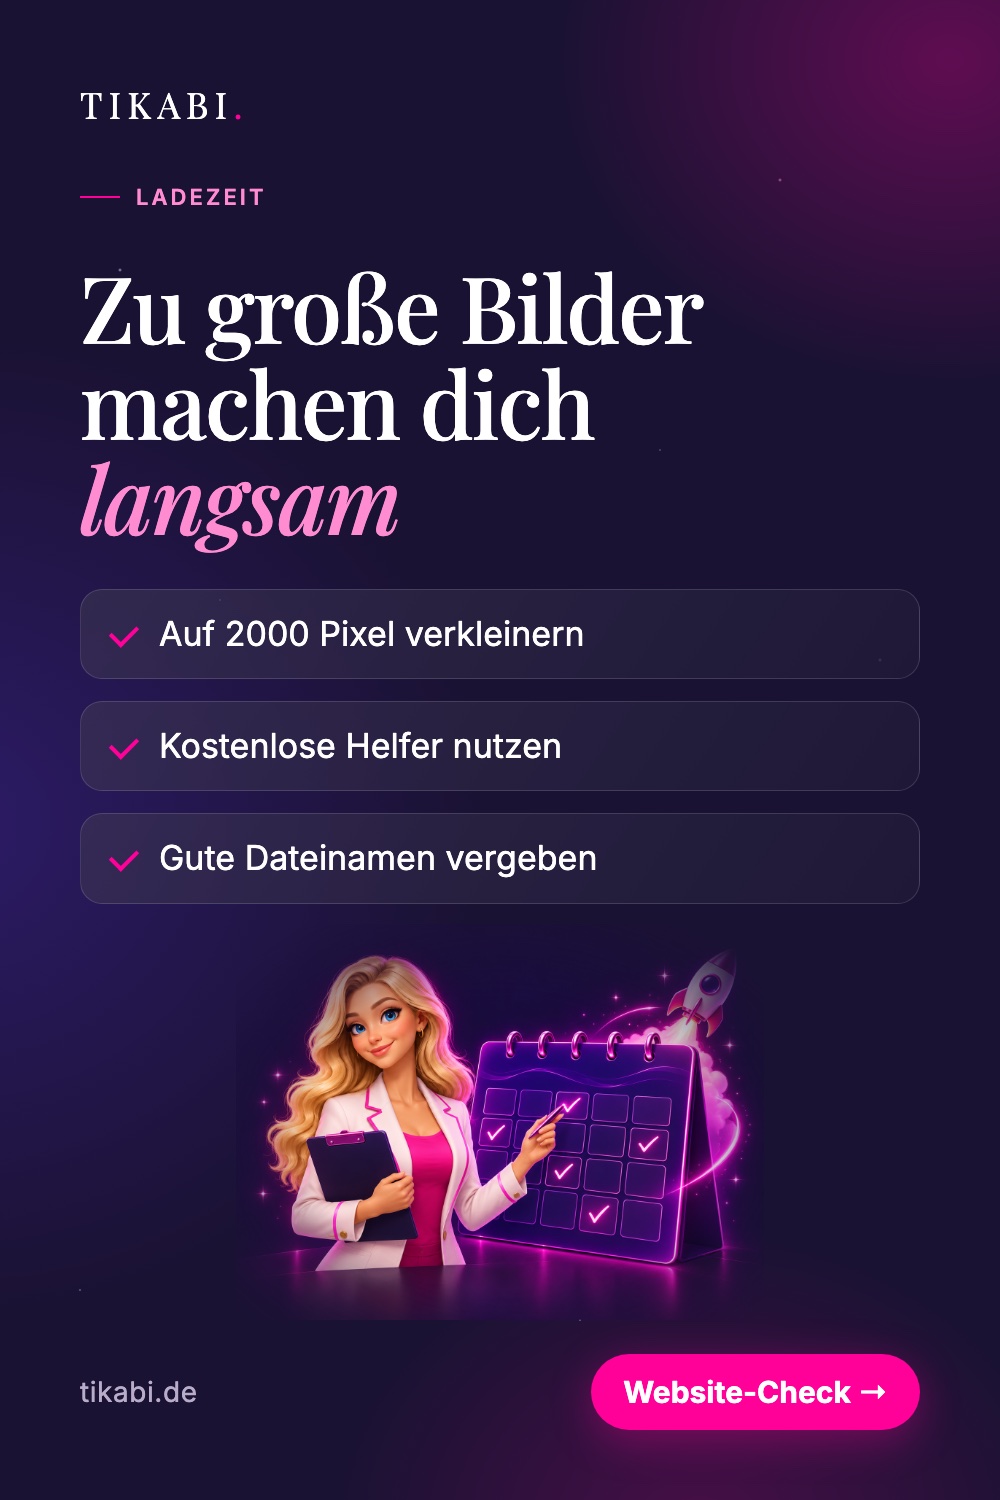 TIKABI.
LADEZEIT
Zu große Bilder
machen dich
langsam
Auf 2000 Pixel verkleinern
Kostenlose Helfer nutzen
Gute Dateinamen vergeben
tikabi.de
Website-Check →